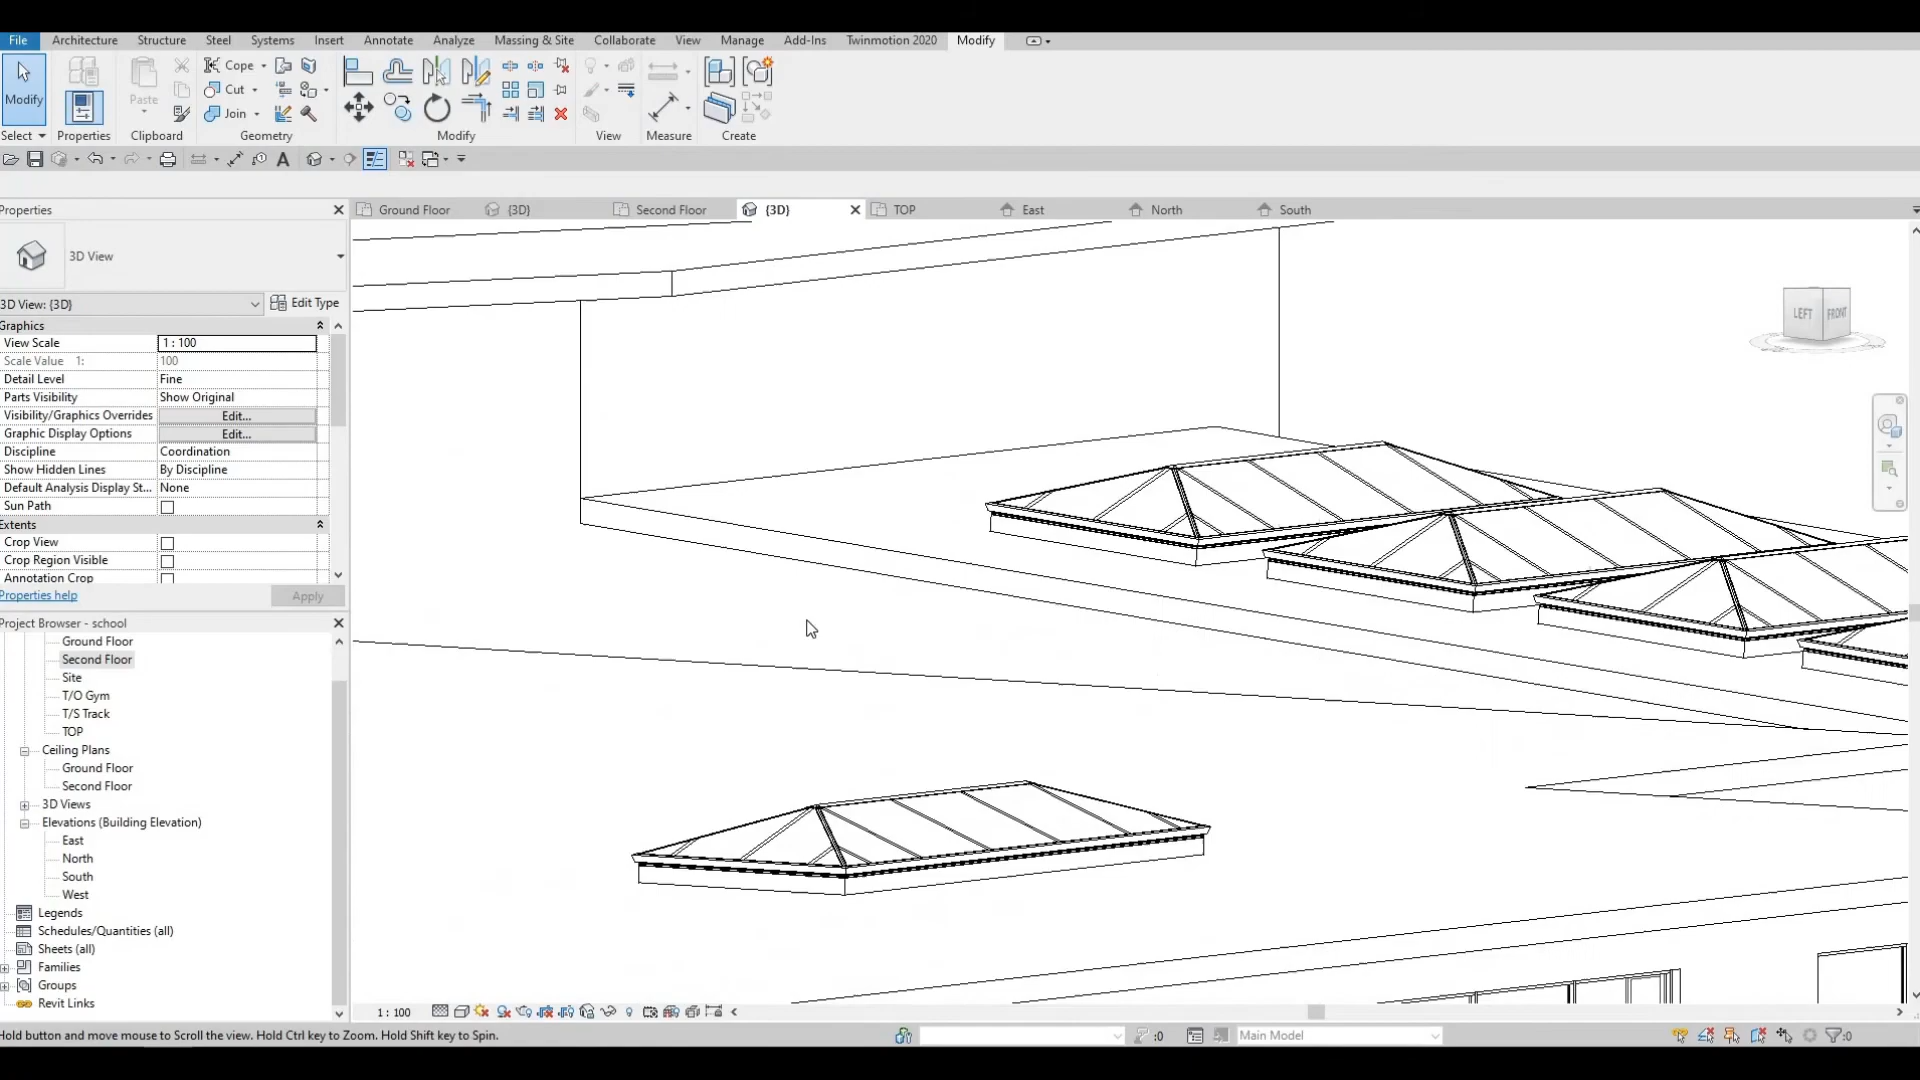 File Architecture Structure Steel Systems Insert Annotate Analyze Massing & Site Collaborate View Manage Add-Ins Twinmotion 2020 Modify
Cope
Modify Paste Cut
Join
Select Properties Clipboard Geometry Modify View Measure Create
A
Properties Ground Floor {3D} Second Floor {3D} TOP East North South
3D View
3D View: {3D} Edit Type
Graphics
View Scale 1 : 100
Scale Value 1: 100
Detail Level Fine
Parts Visibility Show Original
Visibility/Graphics Overrides Edit...
Graphic Display Options Edit...
Discipline Coordination
Show Hidden Lines By Discipline
Default Analysis Display St... None
Sun Path
Extents
Crop View
Crop Region Visible
Annotation Crop
Properties help Apply
Project Browser - school
Ground Floor
Second Floor
Site
T/O Gym
T/S Track
TOP
Ceiling Plans
Ground Floor
Second Floor
3D Views
Elevations (Building Elevation)
East
North
South
West
Legends
Schedules/Quantities (all)
Sheets (all)
Families
Groups
Revit Links
LEFT FRONT
1 : 100
Hold button and move mouse to Scroll the view. Hold Ctrl key to Zoom. Hold Shift key to Spin. :0 Main Model :0